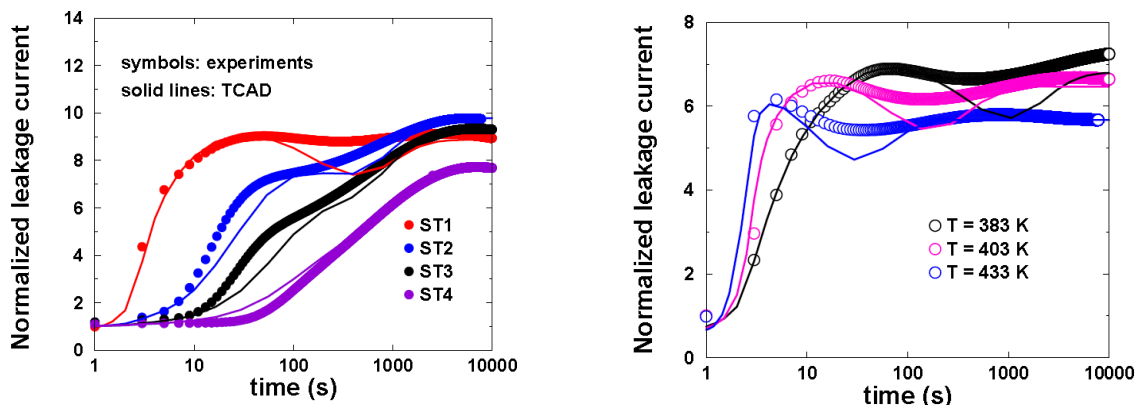 Normalized leakage current
14
12
10
8
6
4
2
0
symbols: experiments
solid lines: TCAD
ST1
ST2
ST3
ST4
1 10 100 1000 10000
time (s)
Normalized leakage current
8
6
4
2
0
T = 383 K
T = 403 K
T = 433 K
1 10 100 1000 10000
time (s)